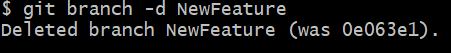 $ git branch -d NewFeature
Deleted branch NewFeature (was 0e063e1).